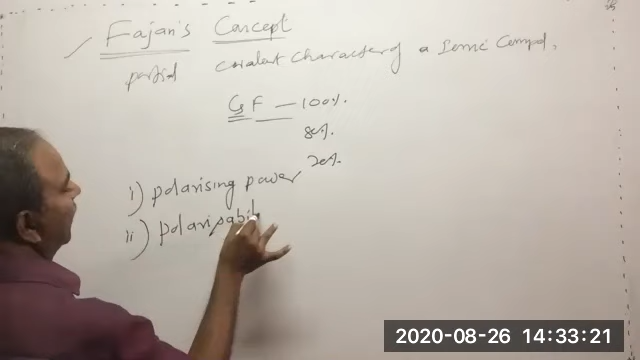 Fajan's Concept
partial covalent character of a Ionic Compd,
CsF — 100%.
80%.
20%.
i) polarising power
ii) polarisabili
2020-08-26 14:33:21